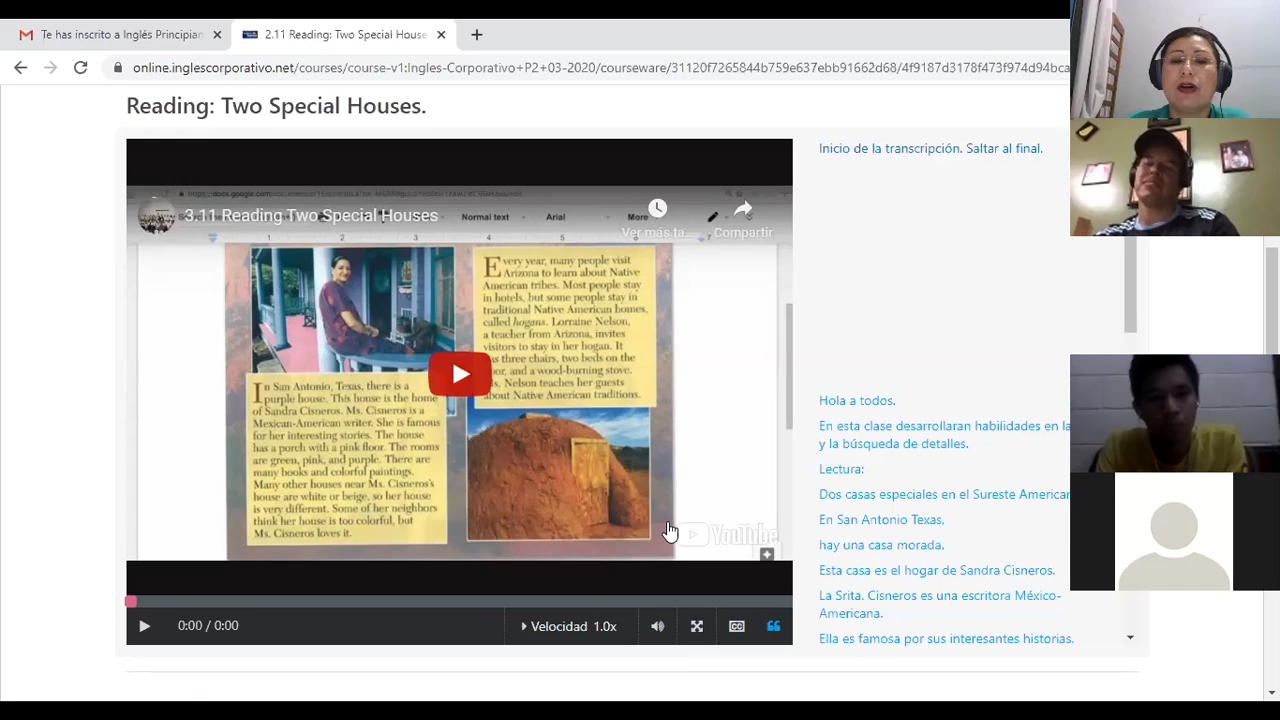 Te has inscrito a Inglés Principian
2.11 Reading: Two Special House
online.inglescorporativo.net/courses/course-v1:Ingles-Corporativo+P2+03-2020/courseware/31120f7265844b759e637ebb91662d68/4f9187d3178f473f974d94bca
Reading: Two Special Houses.
3.11 Reading Two Special Houses
Ver más ta...
Compartir
Normal text
Arial
More
1 2 3 4 5 6 7
In San Antonio, Texas, there is a
purple house. This house is the home
of Sandra Cisneros. Ms. Cisneros is a
Mexican-American writer. She is famous
for her interesting stories. The house
has a porch with a pink floor. The rooms
are green, pink, and purple. There are
many books and colorful paintings.
Many other houses near Ms. Cisneros's
house are white or beige, so her house
is very different. Some of her neighbors
think her house is too colorful, but
Ms. Cisneros loves it.
Every year, many people visit
Arizona to learn about Native
American tribes. Most people stay
in hotels, but some people stay in
traditional Native American homes,
called hogans. Lorraine Nelson,
a teacher from Arizona, invites
visitors to stay in her hogan. It
has three chairs, two beds on the
floor, and a wood-burning stove.
Ms. Nelson teaches her guests
about Native American traditions.
YouTube
0:00 / 0:00
Velocidad 1.0x
Inicio de la transcripción. Saltar al final.
Hola a todos.
En esta clase desarrollaran habilidades en la
y la búsqueda de detalles.
Lectura:
Dos casas especiales en el Sureste American
En San Antonio Texas,
hay una casa morada.
Esta casa es el hogar de Sandra Cisneros.
La Srita. Cisneros es una escritora México-
Americana.
Ella es famosa por sus interesantes historias.